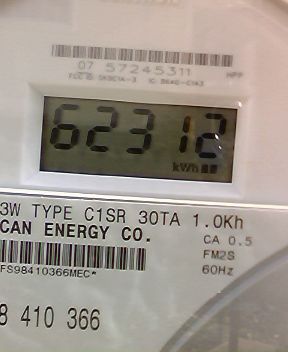 07 57245311 HPP
62312
kWh
3W TYPE C1SR 30TA 1.0Kh
CAN ENERGY CO. CA 0.5
FM2S
FS98410366MEC* 60Hz
8 410 366